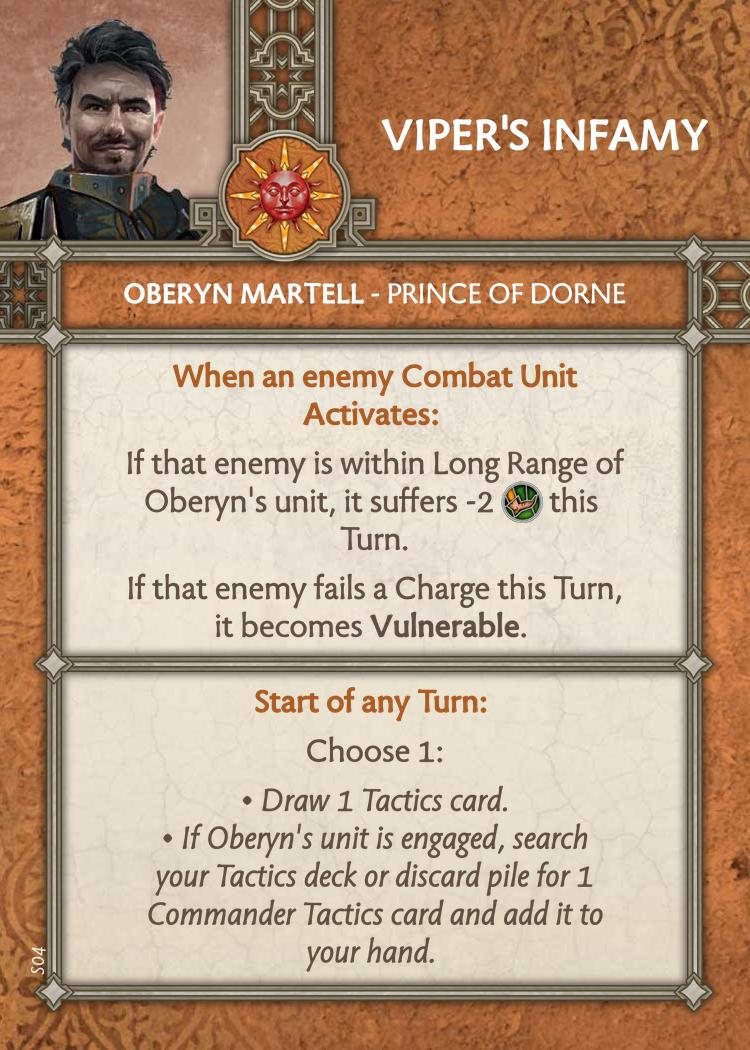 VIPER'S INFAMY
OBERYN MARTELL - PRINCE OF DORNE
When an enemy Combat Unit
Activates:
If that enemy is within Long Range of
Oberyn's unit, it suffers -2 this
Turn.
If that enemy fails a Charge this Turn,
it becomes Vulnerable.
Start of any Turn:
Choose 1:
• Draw 1 Tactics card.
• If Oberyn's unit is engaged, search
your Tactics deck or discard pile for 1
Commander Tactics card and add it to
your hand.
S04